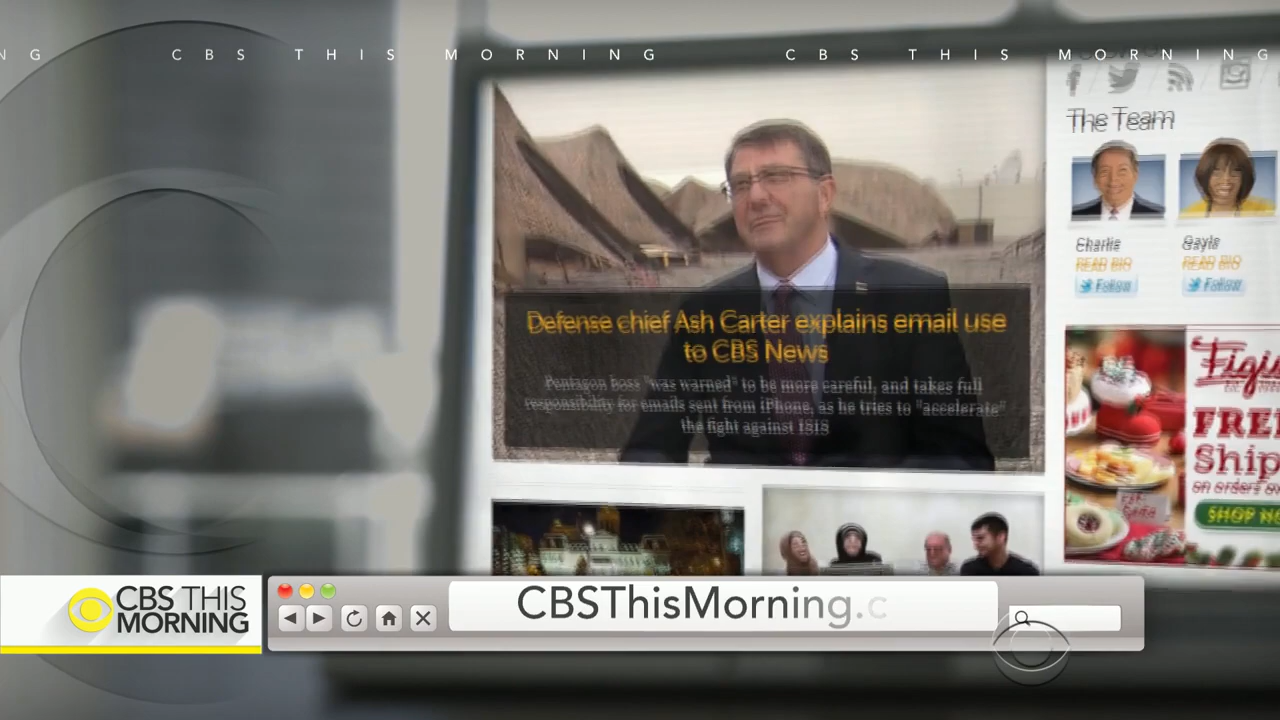 NG CBS THIS MORNING CBS THIS MORNING
The Team
Charlie Gayle
READ BIO READ BIO
Follow Follow
Defense chief Ash Carter explains email use
to CBS News
Pentagon boss "was warned" to be more careful, and takes full
responsibility for emails sent from iPhone, as he tries to "accelerate"
the fight against ISIS
FREE
Ship
on orders
SHOP
CBS THIS
MORNING
CBSThisMorning.c